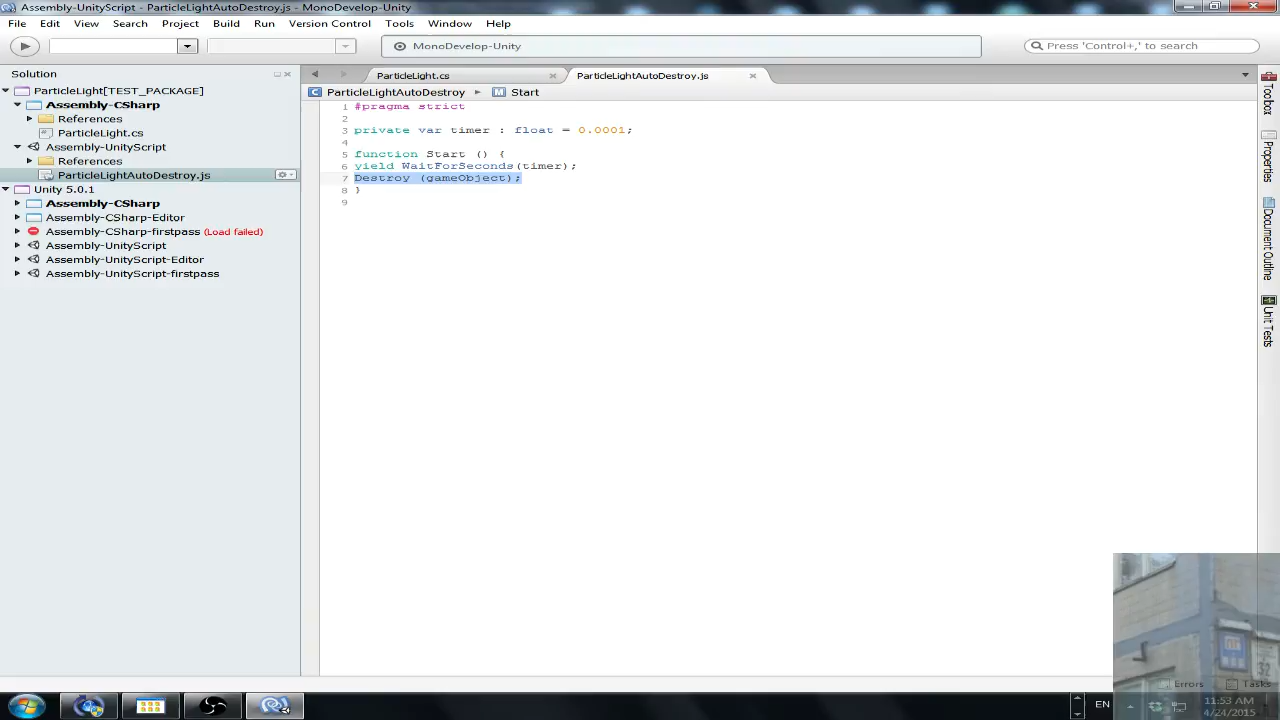 Assembly-UnityScript - ParticleLightAutoDestroy.js - MonoDevelop-Unity
File Edit View Search Project Build Run Version Control Tools Window Help
MonoDevelop-Unity
Press 'Control+,' to search
Solution
ParticleLight[TEST_PACKAGE]
Assembly-CSharp
References
ParticleLight.cs
Assembly-UnityScript
References
ParticleLightAutoDestroy.js
Unity 5.0.1
Assembly-CSharp
Assembly-CSharp-Editor
Assembly-CSharp-firstpass (Load failed)
Assembly-UnityScript
Assembly-UnityScript-Editor
Assembly-UnityScript-firstpass
ParticleLight.cs
ParticleLightAutoDestroy.js
C ParticleLightAutoDestroy M Start
1 #pragma strict
2
3 private var timer : float = 0.0001;
4
5 function Start () {
6 yield WaitForSeconds(timer);
7 Destroy (gameObject);
8 }
9
Toolbox
Properties
Document Outline
Unit Tests
32
Errors Tasks
EN
11:53 AM
4/24/2015